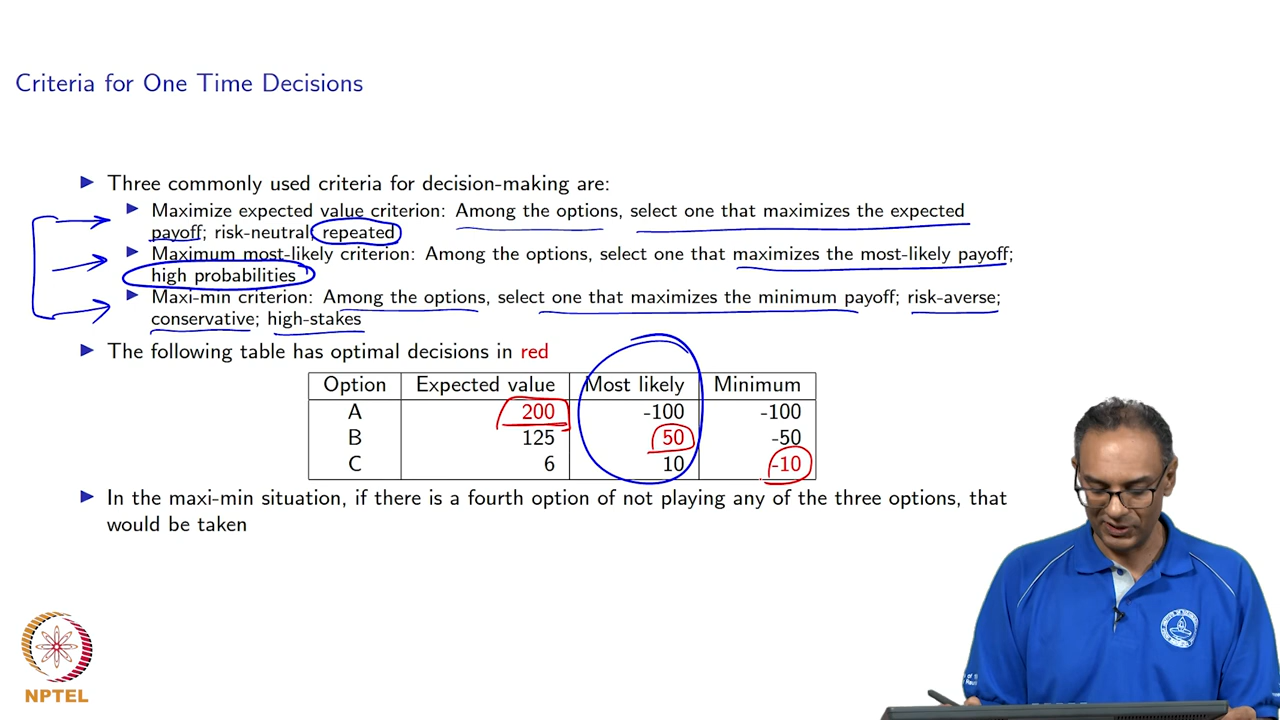 Criteria for One Time Decisions
▶ Three commonly used criteria for decision-making are:
▶ Maximize expected value criterion: Among the options, select one that maximizes the expected
payoff; risk-neutral; repeated
▶ Maximum most-likely criterion: Among the options, select one that maximizes the most-likely payoff;
high probabilities
▶ Maxi-min criterion: Among the options, select one that maximizes the minimum payoff; risk-averse;
conservative; high-stakes
▶ The following table has optimal decisions in red
Option Expected value Most likely Minimum
A 200 -100 -100
B 125 50 -50
C 6 10 -10
▶ In the maxi-min situation, if there is a fourth option of not playing any of the three options, that
would be taken
NPTEL